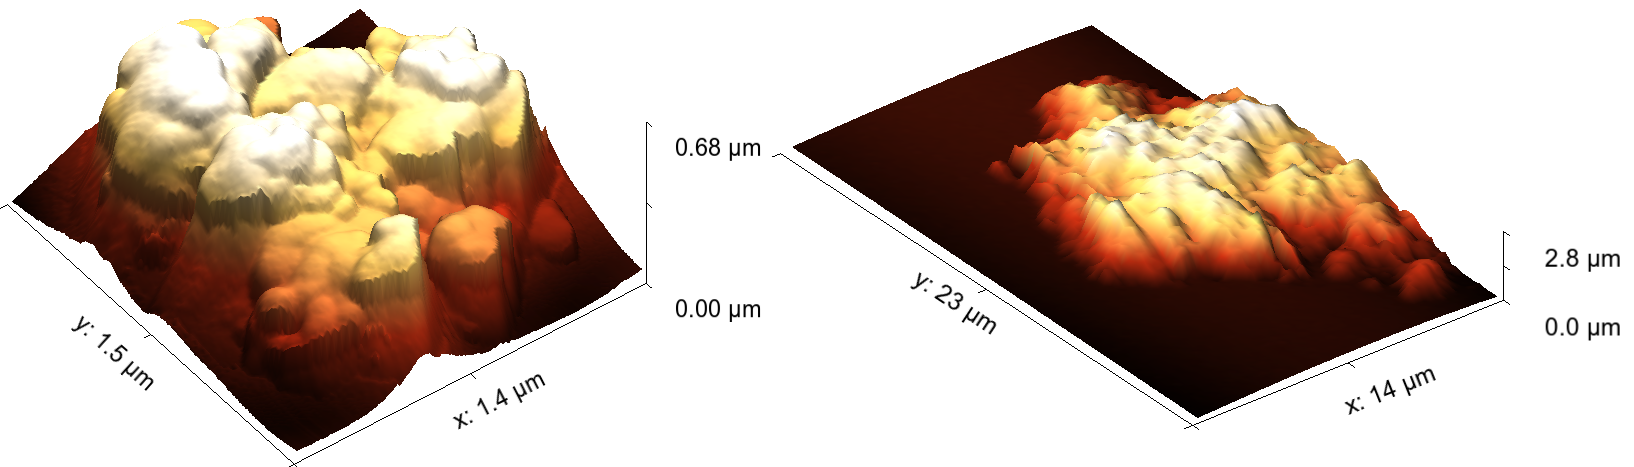 0.68 µm
0.00 µm
y: 1.5 µm
x: 1.4 µm
2.8 µm
0.0 µm
y: 23 µm
x: 14 µm